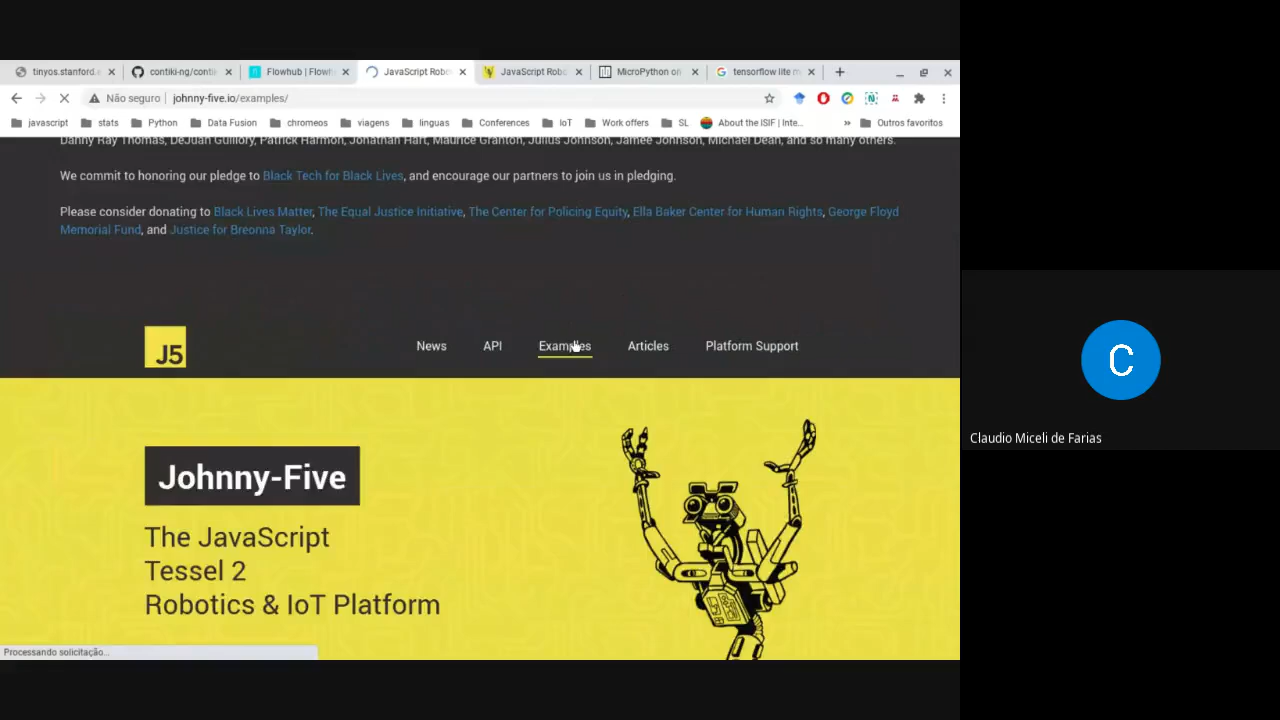 tinyos.stanford.e
contiki-ng/conti
Flowhub | Flowh
JavaScript Robo
JavaScript Robo
MicroPython on
tensorflow lite m
Não seguro
johnny-five.io/examples/
javascript
stats
Python
Data Fusion
chromeos
viagens
linguas
Conferences
IoT
Work offers
SL
About the ISIF | Inte...
»
Outros favoritos
Danny Ray Thomas, DeJuan Guillory, Patrick Harmon, Jonathan Hart, Maurice Granton, Julius Johnson, Jamee Johnson, Michael Dean, and so many others.
We commit to honoring our pledge to Black Tech for Black Lives, and encourage our partners to join us in pledging.
Please consider donating to Black Lives Matter, The Equal Justice Initiative, The Center for Policing Equity, Ella Baker Center for Human Rights, George Floyd
Memorial Fund, and Justice for Breonna Taylor.
J5
News
API
Examples
Articles
Platform Support
Johnny-Five
The JavaScript
Tessel 2
Robotics & IoT Platform
Processando solicitação...
C
Claudio Miceli de Farias